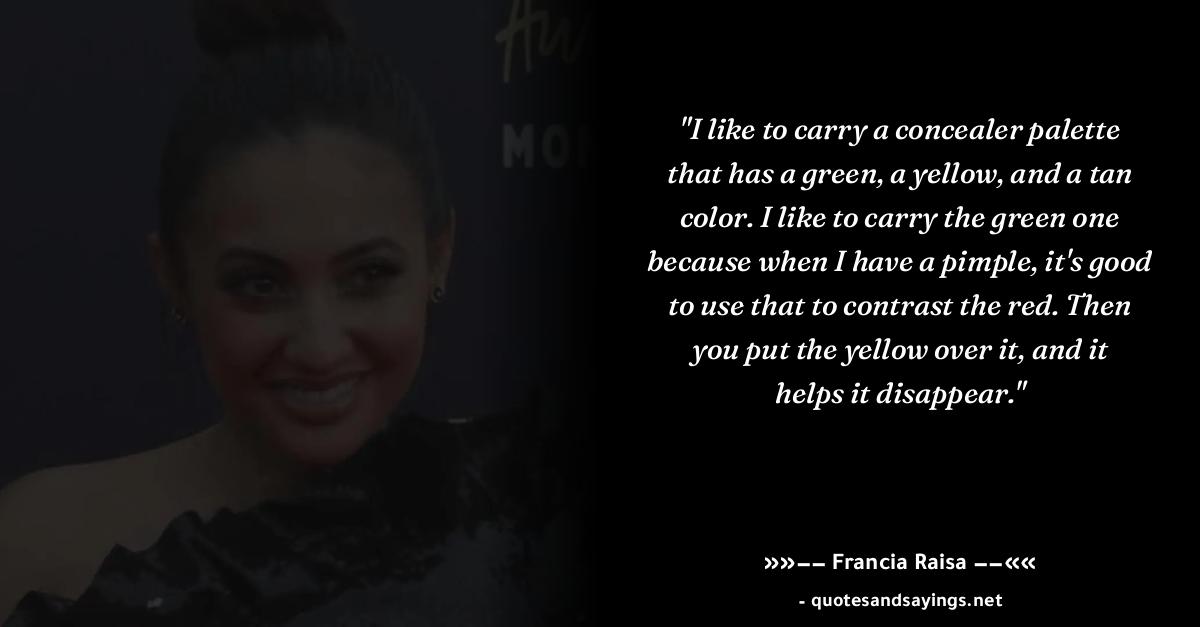 Aw
MO
"I like to carry a concealer palette
that has a green, a yellow, and a tan
color. I like to carry the green one
because when I have a pimple, it's good
to use that to contrast the red. Then
you put the yellow over it, and it
helps it disappear."
»»–– Francia Raisa ––««
- quotesandsayings.net